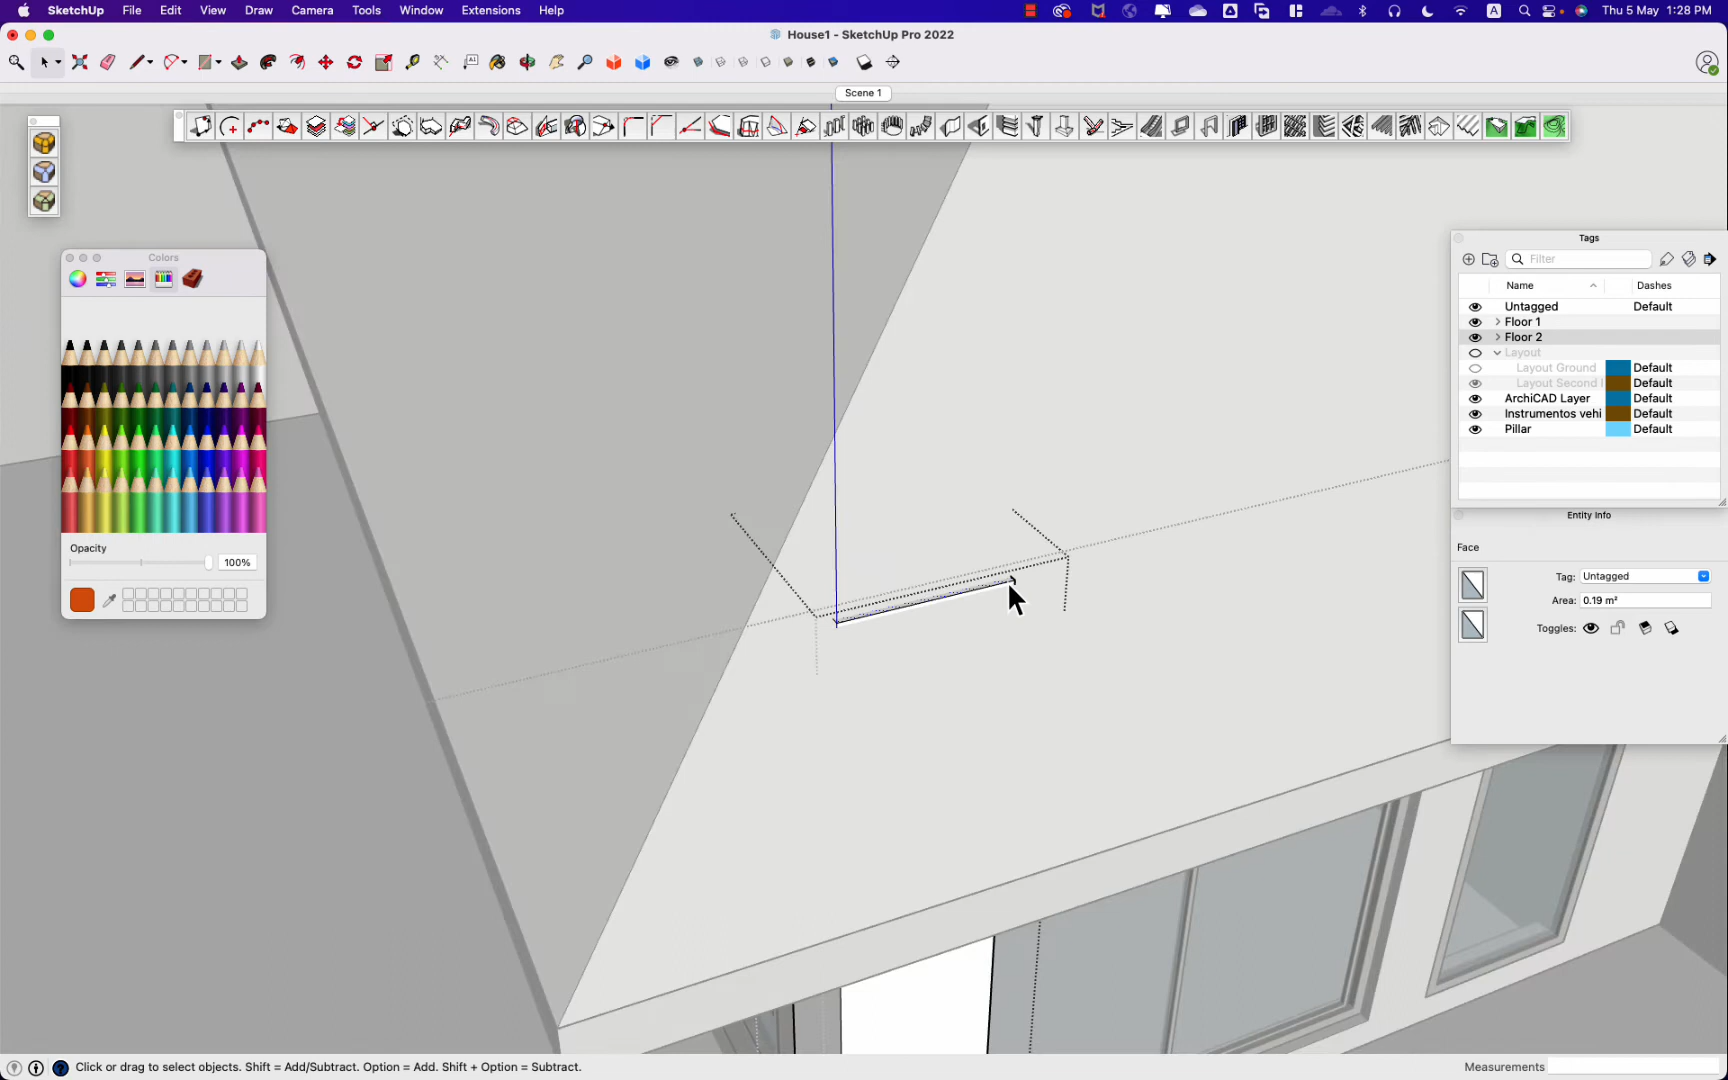 SketchUp File Edit View Draw Camera Tools Window Extensions Help A Thu 5 May 1:28 PM
House1 - SketchUp Pro 2022
Scene 1
Tags
Filter
Name Dashes
Untagged Default
Floor 1
Floor 2
Layout
Layout Ground Default
Layout Second Default
ArchiCAD Layer Default
Instrumentos vehi Default
Pillar Default
Colors
Opacity
100%
Entity Info
Face
Tag: Untagged
Area: 0.19 m²
Toggles:
Click or drag to select objects. Shift = Add/Subtract. Option = Add. Shift + Option = Subtract.
Measurements